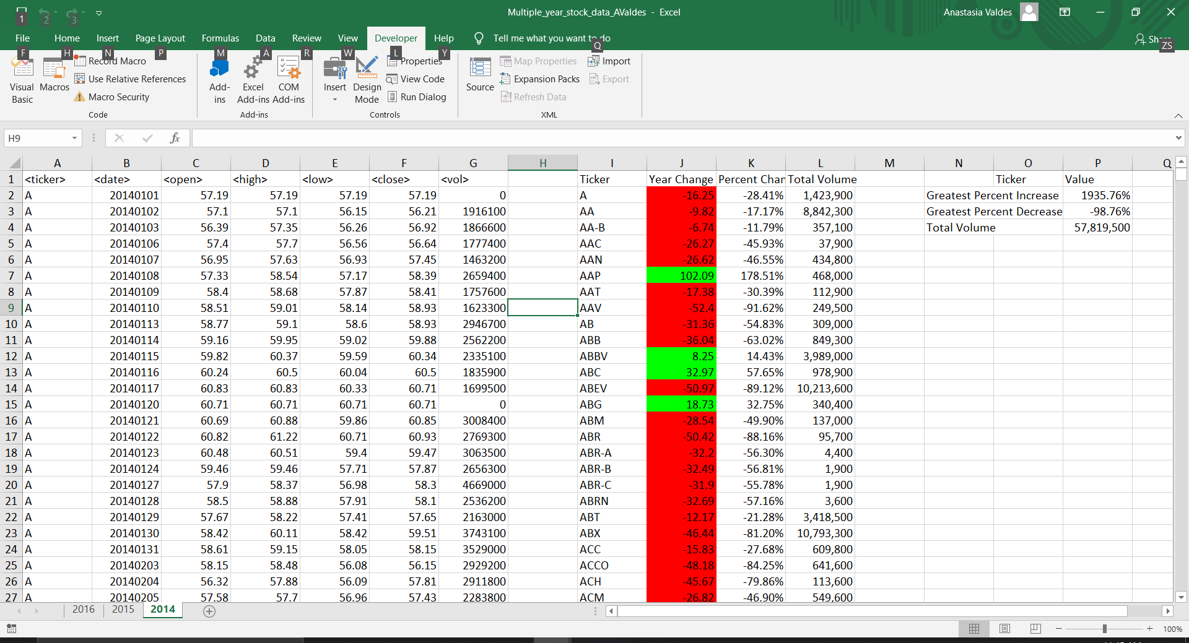 Multiple_year_stock_data_AValdes - Excel
Anastasia Valdes
1 2 3
File Home Insert Page Layout Formulas Data Review View Developer Help Tell me what you want to do
F H N P M A R W L Y Q ZS
Visual Basic
Macros
Record Macro
Use Relative References
Macro Security
Code
Add-ins
Excel Add-ins
COM Add-ins
Add-ins
Insert
Design Mode
Properties
View Code
Run Dialog
Controls
Source
Map Properties
Expansion Packs
Refresh Data
Import
Export
XML
H9 fx
A B C D E F G H I J K L M N O P Q
1 <ticker> <date> <open> <high> <low> <close> <vol> Ticker Year Change Percent Chan Total Volume Ticker Value
2 A 20140101 57.19 57.19 57.19 57.19 0 A -16.25 -28.41% 1,423,900 Greatest Percent Increase 1935.76%
3 A 20140102 57.1 57.1 56.15 56.21 1916100 AA -9.82 -17.17% 8,842,300 Greatest Percent Decrease -98.76%
4 A 20140103 56.39 57.35 56.26 56.92 1866600 AA-B -6.74 -11.79% 357,100 Total Volume 57,819,500
5 A 20140106 57.4 57.7 56.56 56.64 1777400 AAC -26.27 -45.93% 37,900
6 A 20140107 56.95 57.63 56.93 57.45 1463200 AAN -26.62 -46.55% 434,800
7 A 20140108 57.33 58.54 57.17 58.39 2659400 AAP 102.09 178.51% 468,000
8 A 20140109 58.4 58.68 57.87 58.41 1757600 AAT -17.38 -30.39% 112,900
9 A 20140110 58.51 59.01 58.14 58.93 1623300 AAV -52.4 -91.62% 249,500
10 A 20140113 58.77 59.1 58.6 58.93 2946700 AB -31.36 -54.83% 309,000
11 A 20140114 59.16 59.95 59.02 59.88 2562200 ABB -36.04 -63.02% 849,300
12 A 20140115 59.82 60.37 59.59 60.34 2335100 ABBV 8.25 14.43% 3,989,000
13 A 20140116 60.24 60.5 60.04 60.5 1835900 ABC 32.97 57.65% 978,900
14 A 20140117 60.83 60.83 60.33 60.71 1699500 ABEV -50.97 -89.12% 10,213,600
15 A 20140120 60.71 60.71 60.71 60.71 0 ABG 18.73 32.75% 340,400
16 A 20140121 60.69 60.88 59.86 60.85 3008400 ABM -28.54 -49.90% 137,000
17 A 20140122 60.82 61.22 60.71 60.93 2769300 ABR -50.42 -88.16% 95,700
18 A 20140123 60.48 60.51 59.4 59.47 3063500 ABR-A -32.2 -56.30% 4,400
19 A 20140124 59.46 59.46 57.71 57.87 2656300 ABR-B -32.49 -56.81% 1,900
20 A 20140127 57.9 58.37 56.98 58.3 4669000 ABR-C -31.9 -55.78% 1,900
21 A 20140128 58.5 58.88 57.91 58.1 2536200 ABRN -32.69 -57.16% 3,600
22 A 20140129 57.67 58.22 57.41 57.65 2163000 ABT -12.17 -21.28% 3,418,500
23 A 20140130 58.42 60.11 58.42 59.51 3743100 ABX -46.44 -81.20% 10,793,300
24 A 20140131 58.61 59.15 58.05 58.15 3529000 ACC -15.83 -27.68% 609,800
25 A 20140203 58.15 58.48 56.08 56.15 2929200 ACCO -48.18 -84.25% 641,600
26 A 20140204 56.32 57.88 56.09 57.81 2911800 ACH -45.67 -79.86% 113,600
27 A 20140205 57.58 57.7 56.96 57.43 2283800 ACM -26.82 -46.90% 549,600
2016 2015 2014
100%